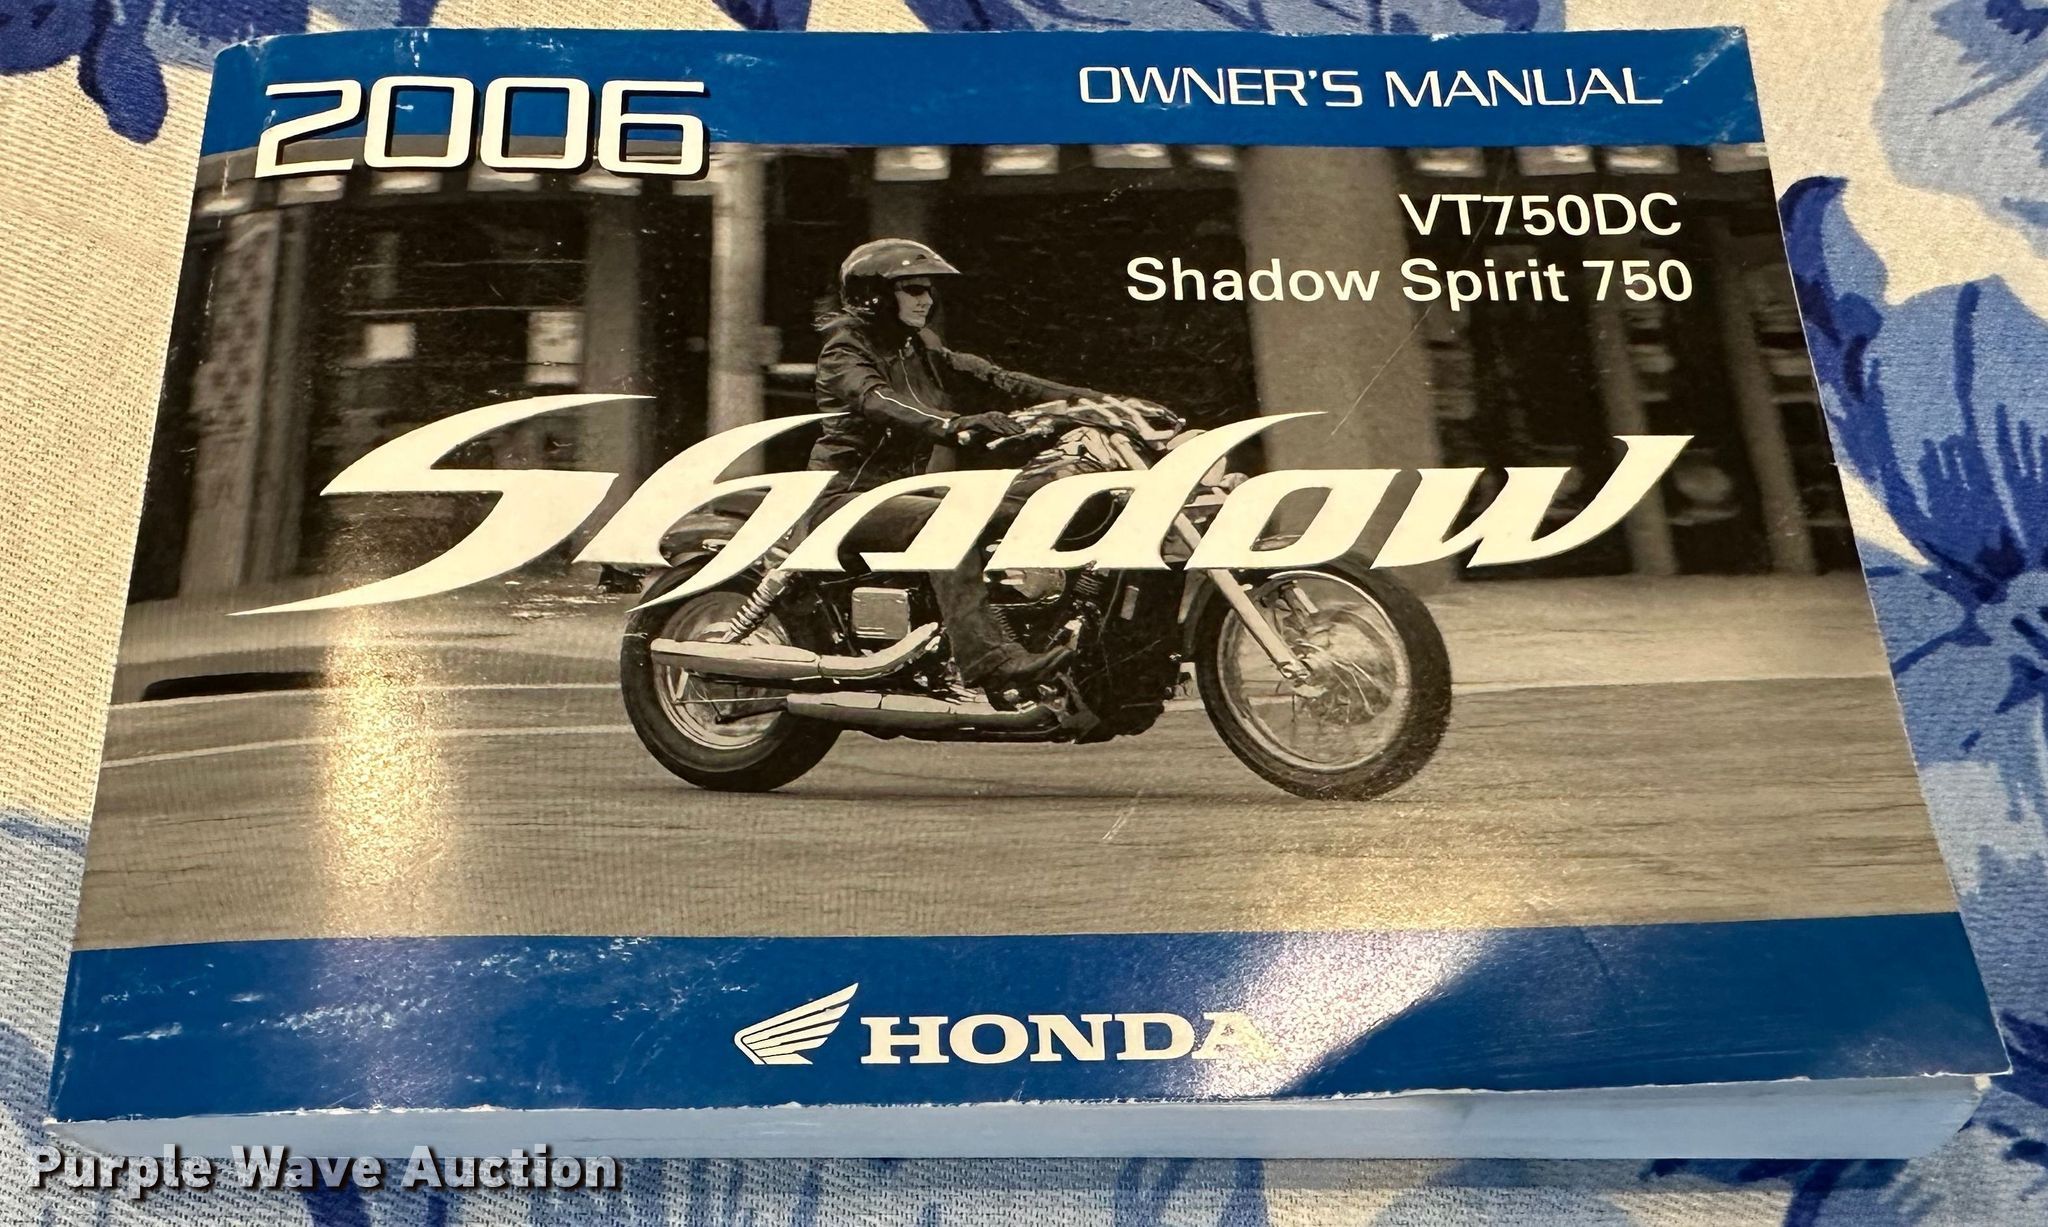 2006
OWNER'S MANUAL
VT750DC
Shadow Spirit 750
Shadow
HONDA
Purple Wave Auction